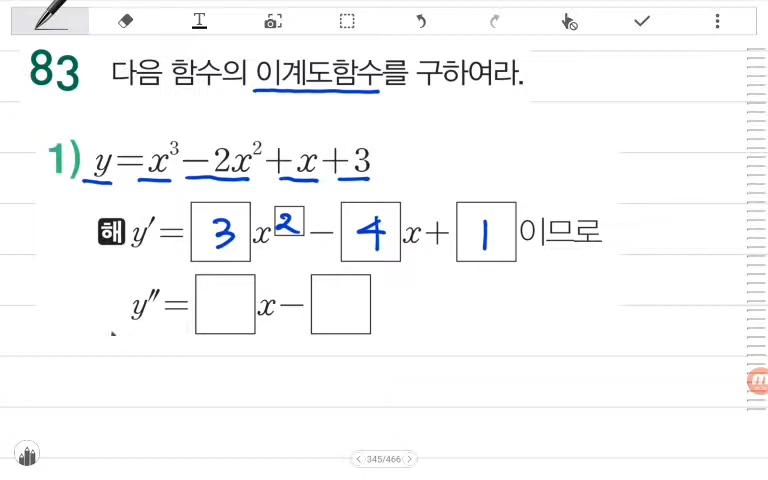 T
83 다음 함수의 이계도함수를 구하여라.
1) y=x³−2x²+x+3
해 y′=3x²−4x+1이므로
y″=□x−□
345/466